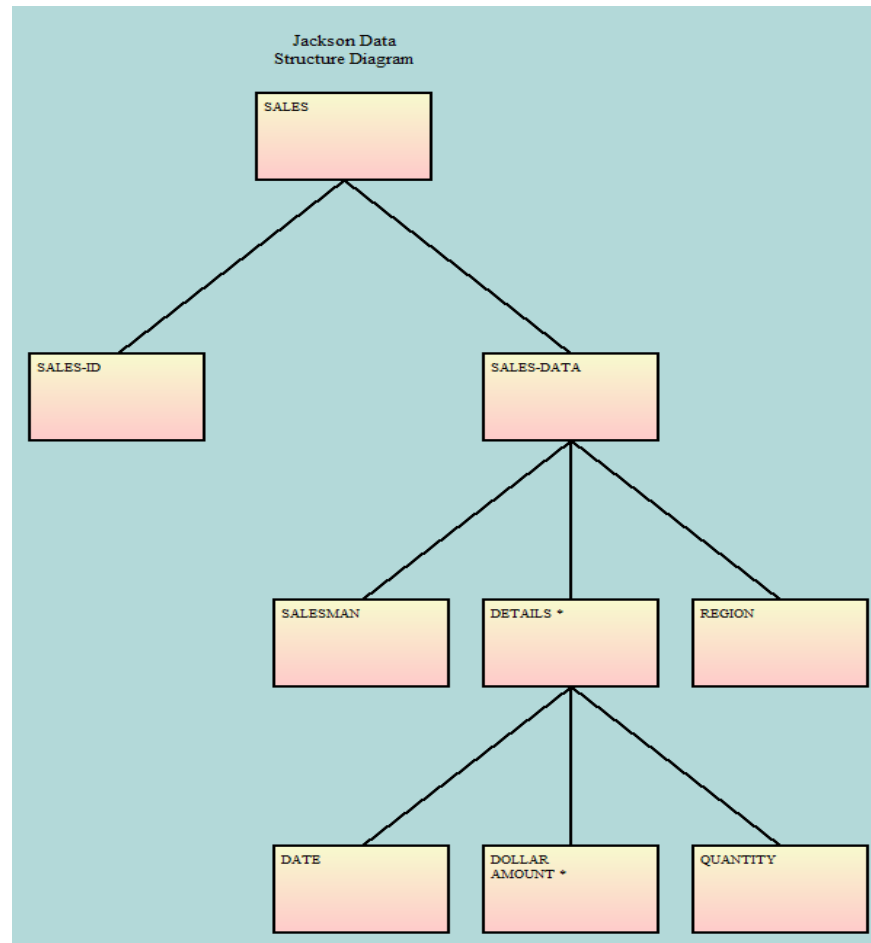 Jackson Data
Structure Diagram
SALES
SALES-ID
SALES-DATA
SALESMAN
DETAILS *
REGION
DATE
DOLLAR
AMOUNT *
QUANTITY